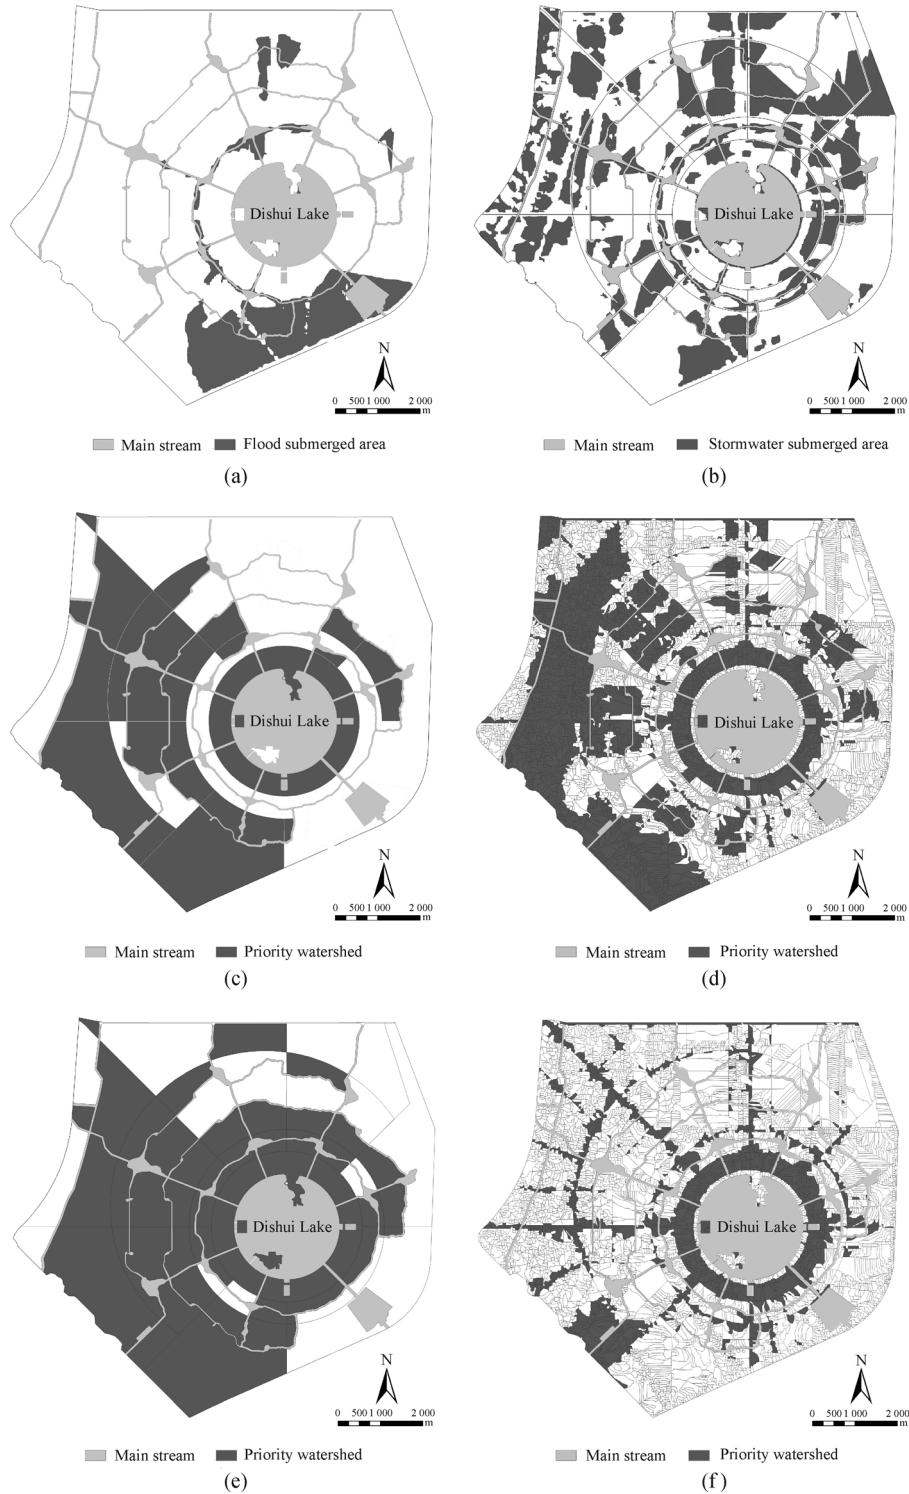 Dishui Lake
N
0 500 1 000 2 000
m
Main stream Flood submerged area
(a)
Dishui Lake
N
0 500 1 000 2 000
m
Main stream Stormwater submerged area
(b)
Dishui Lake
N
0 500 1 000 2 000
m
Main stream Priority watershed
(c)
Dishui Lake
N
0 500 1 000 2 000
m
Main stream Priority watershed
(d)
Dishui Lake
N
0 500 1 000 2 000
m
Main stream Priority watershed
(e)
Dishui Lake
N
0 500 1 000 2 000
m
Main stream Priority watershed
(f)